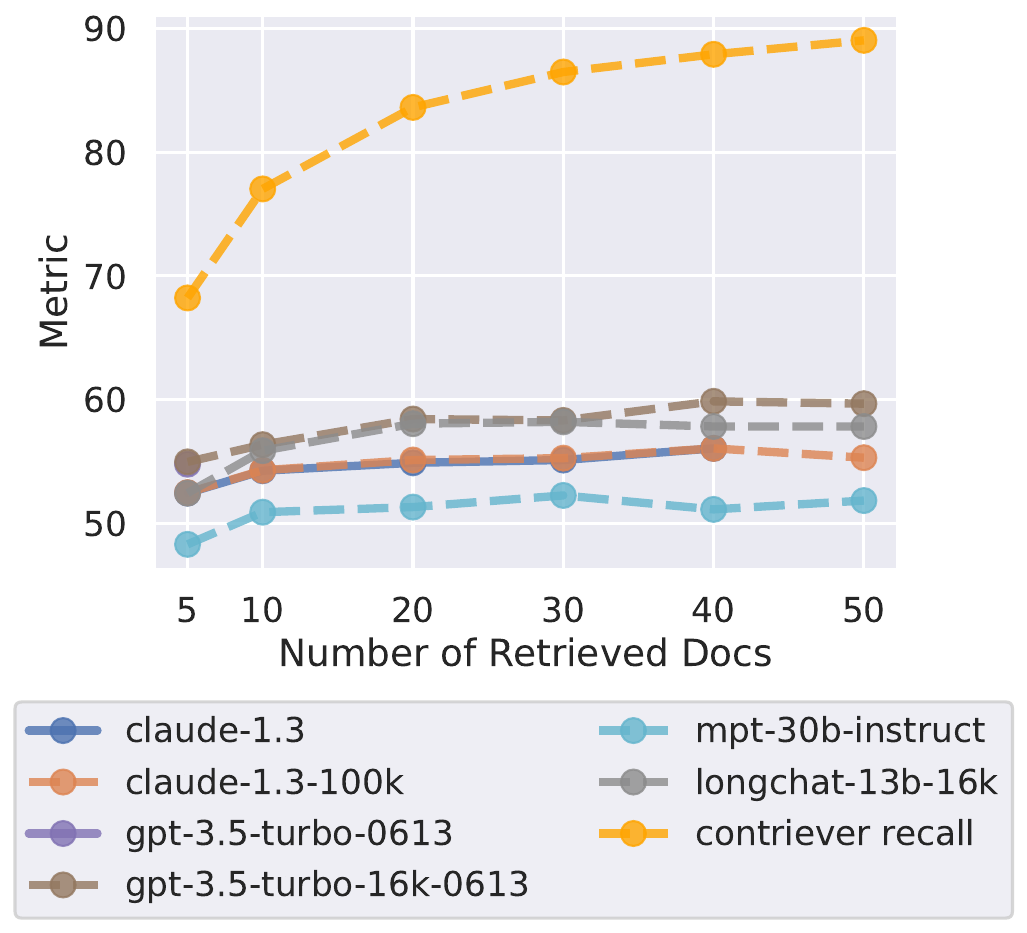 90
80
70
60
50
Metric
5 10 20 30 40 50
Number of Retrieved Docs
claude-1.3
claude-1.3-100k
gpt-3.5-turbo-0613
gpt-3.5-turbo-16k-0613
mpt-30b-instruct
longchat-13b-16k
contriever recall